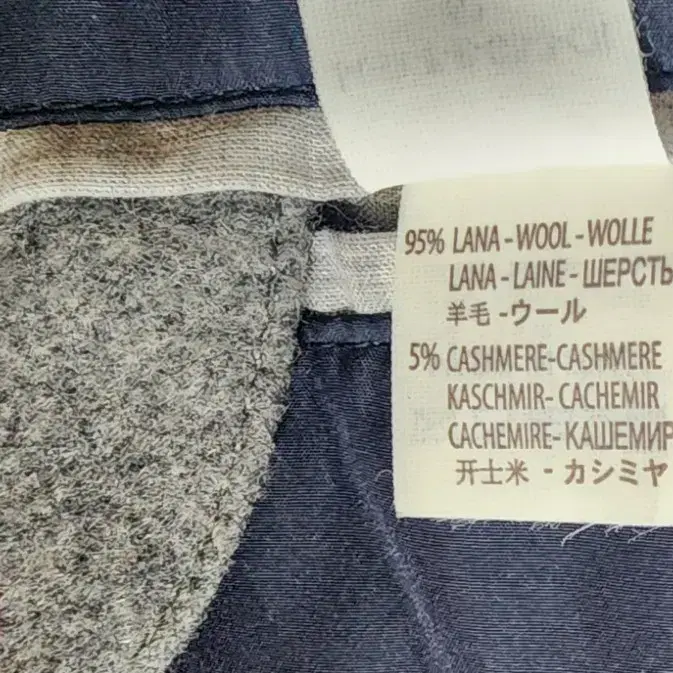 95% LANA - WOOL - WOLLE
LANA - LAINE - ШЕРСТЬ
羊毛 - ウール
5% CASHMERE - CASHMERE
KASCHMIR - CACHEMIR
CACHEMIRE - КАШЕМИР
开士米 - カシミヤ